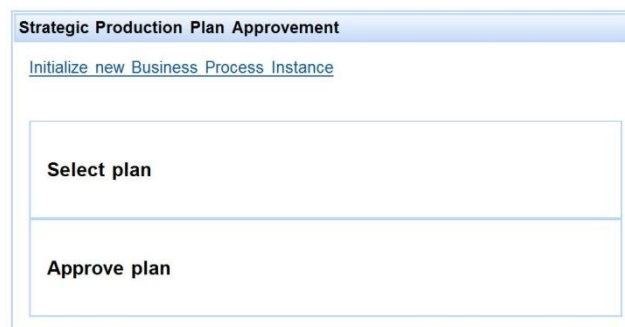 Strategic Production Plan Approvement
Initialize new Business Process Instance
Select plan
Approve plan